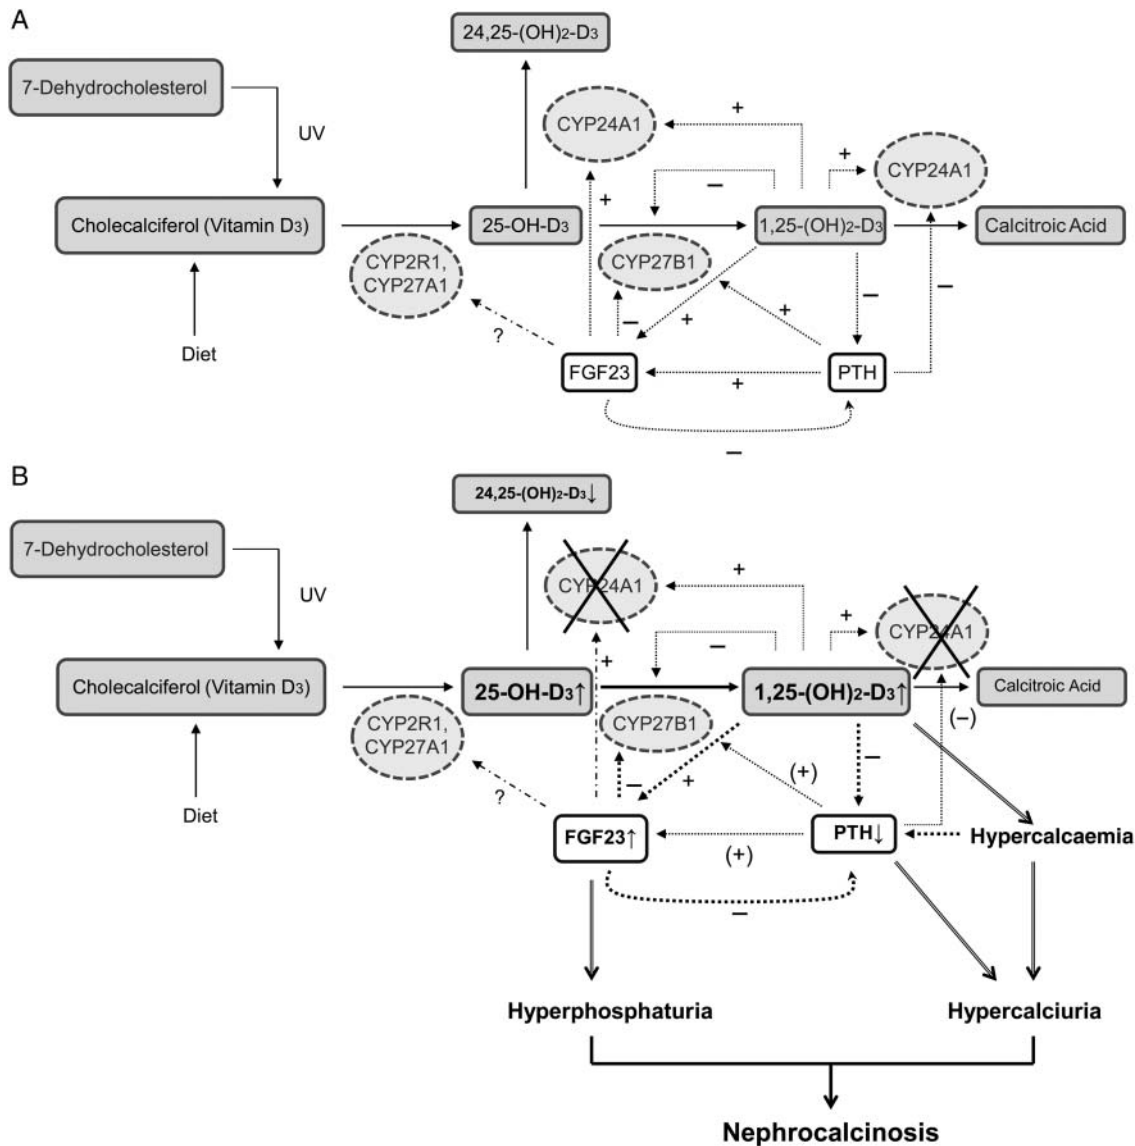 A
24,25-(OH)2-D3
7-Dehydrocholesterol
UV
CYP24A1
+
+
CYP24A1
+
–
Cholecalciferol (Vitamin D3)
25-OH-D3
1,25-(OH)2-D3
Calcitroic Acid
CYP2R1,
CYP27A1
CYP27B1
–
–
–
+
+
Diet
?
FGF23
PTH
+
–
B
24,25-(OH)2-D3↓
7-Dehydrocholesterol
UV
CYP24A1
+
+
CYP24A1
+
–
Cholecalciferol (Vitamin D3)
25-OH-D3↑
1,25-(OH)2-D3↑
Calcitroic Acid
CYP2R1,
CYP27A1
CYP27B1
(–)
–
–
+
(+)
Diet
?
FGF23↑
PTH↓
Hypercalcaemia
(+)
–
Hyperphosphaturia
Hypercalciuria
Nephrocalcinosis